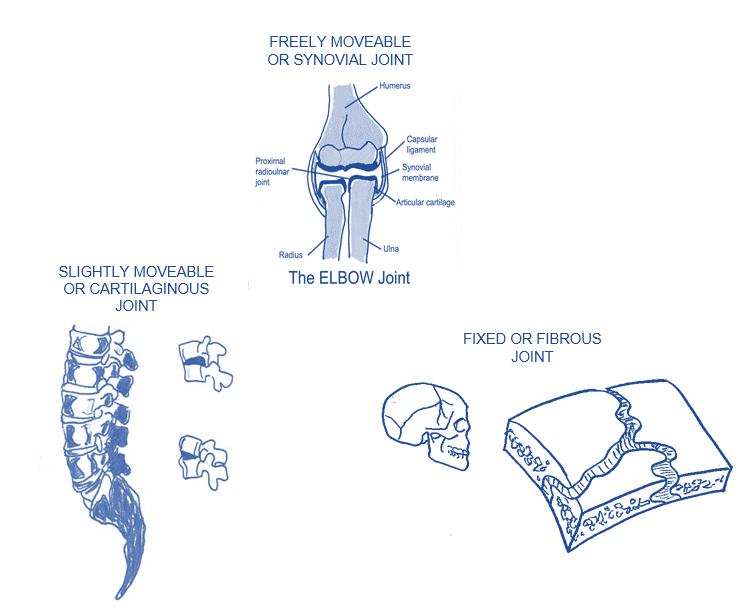 FREELY MOVEABLE
OR SYNOVIAL JOINT
Humerus
Capsular
ligament
Proximal
radioulnar
joint
Synovial
membrane
Articular cartilage
Radius
Ulna
The ELBOW Joint
SLIGHTLY MOVEABLE
OR CARTILAGINOUS
JOINT
FIXED OR FIBROUS
JOINT